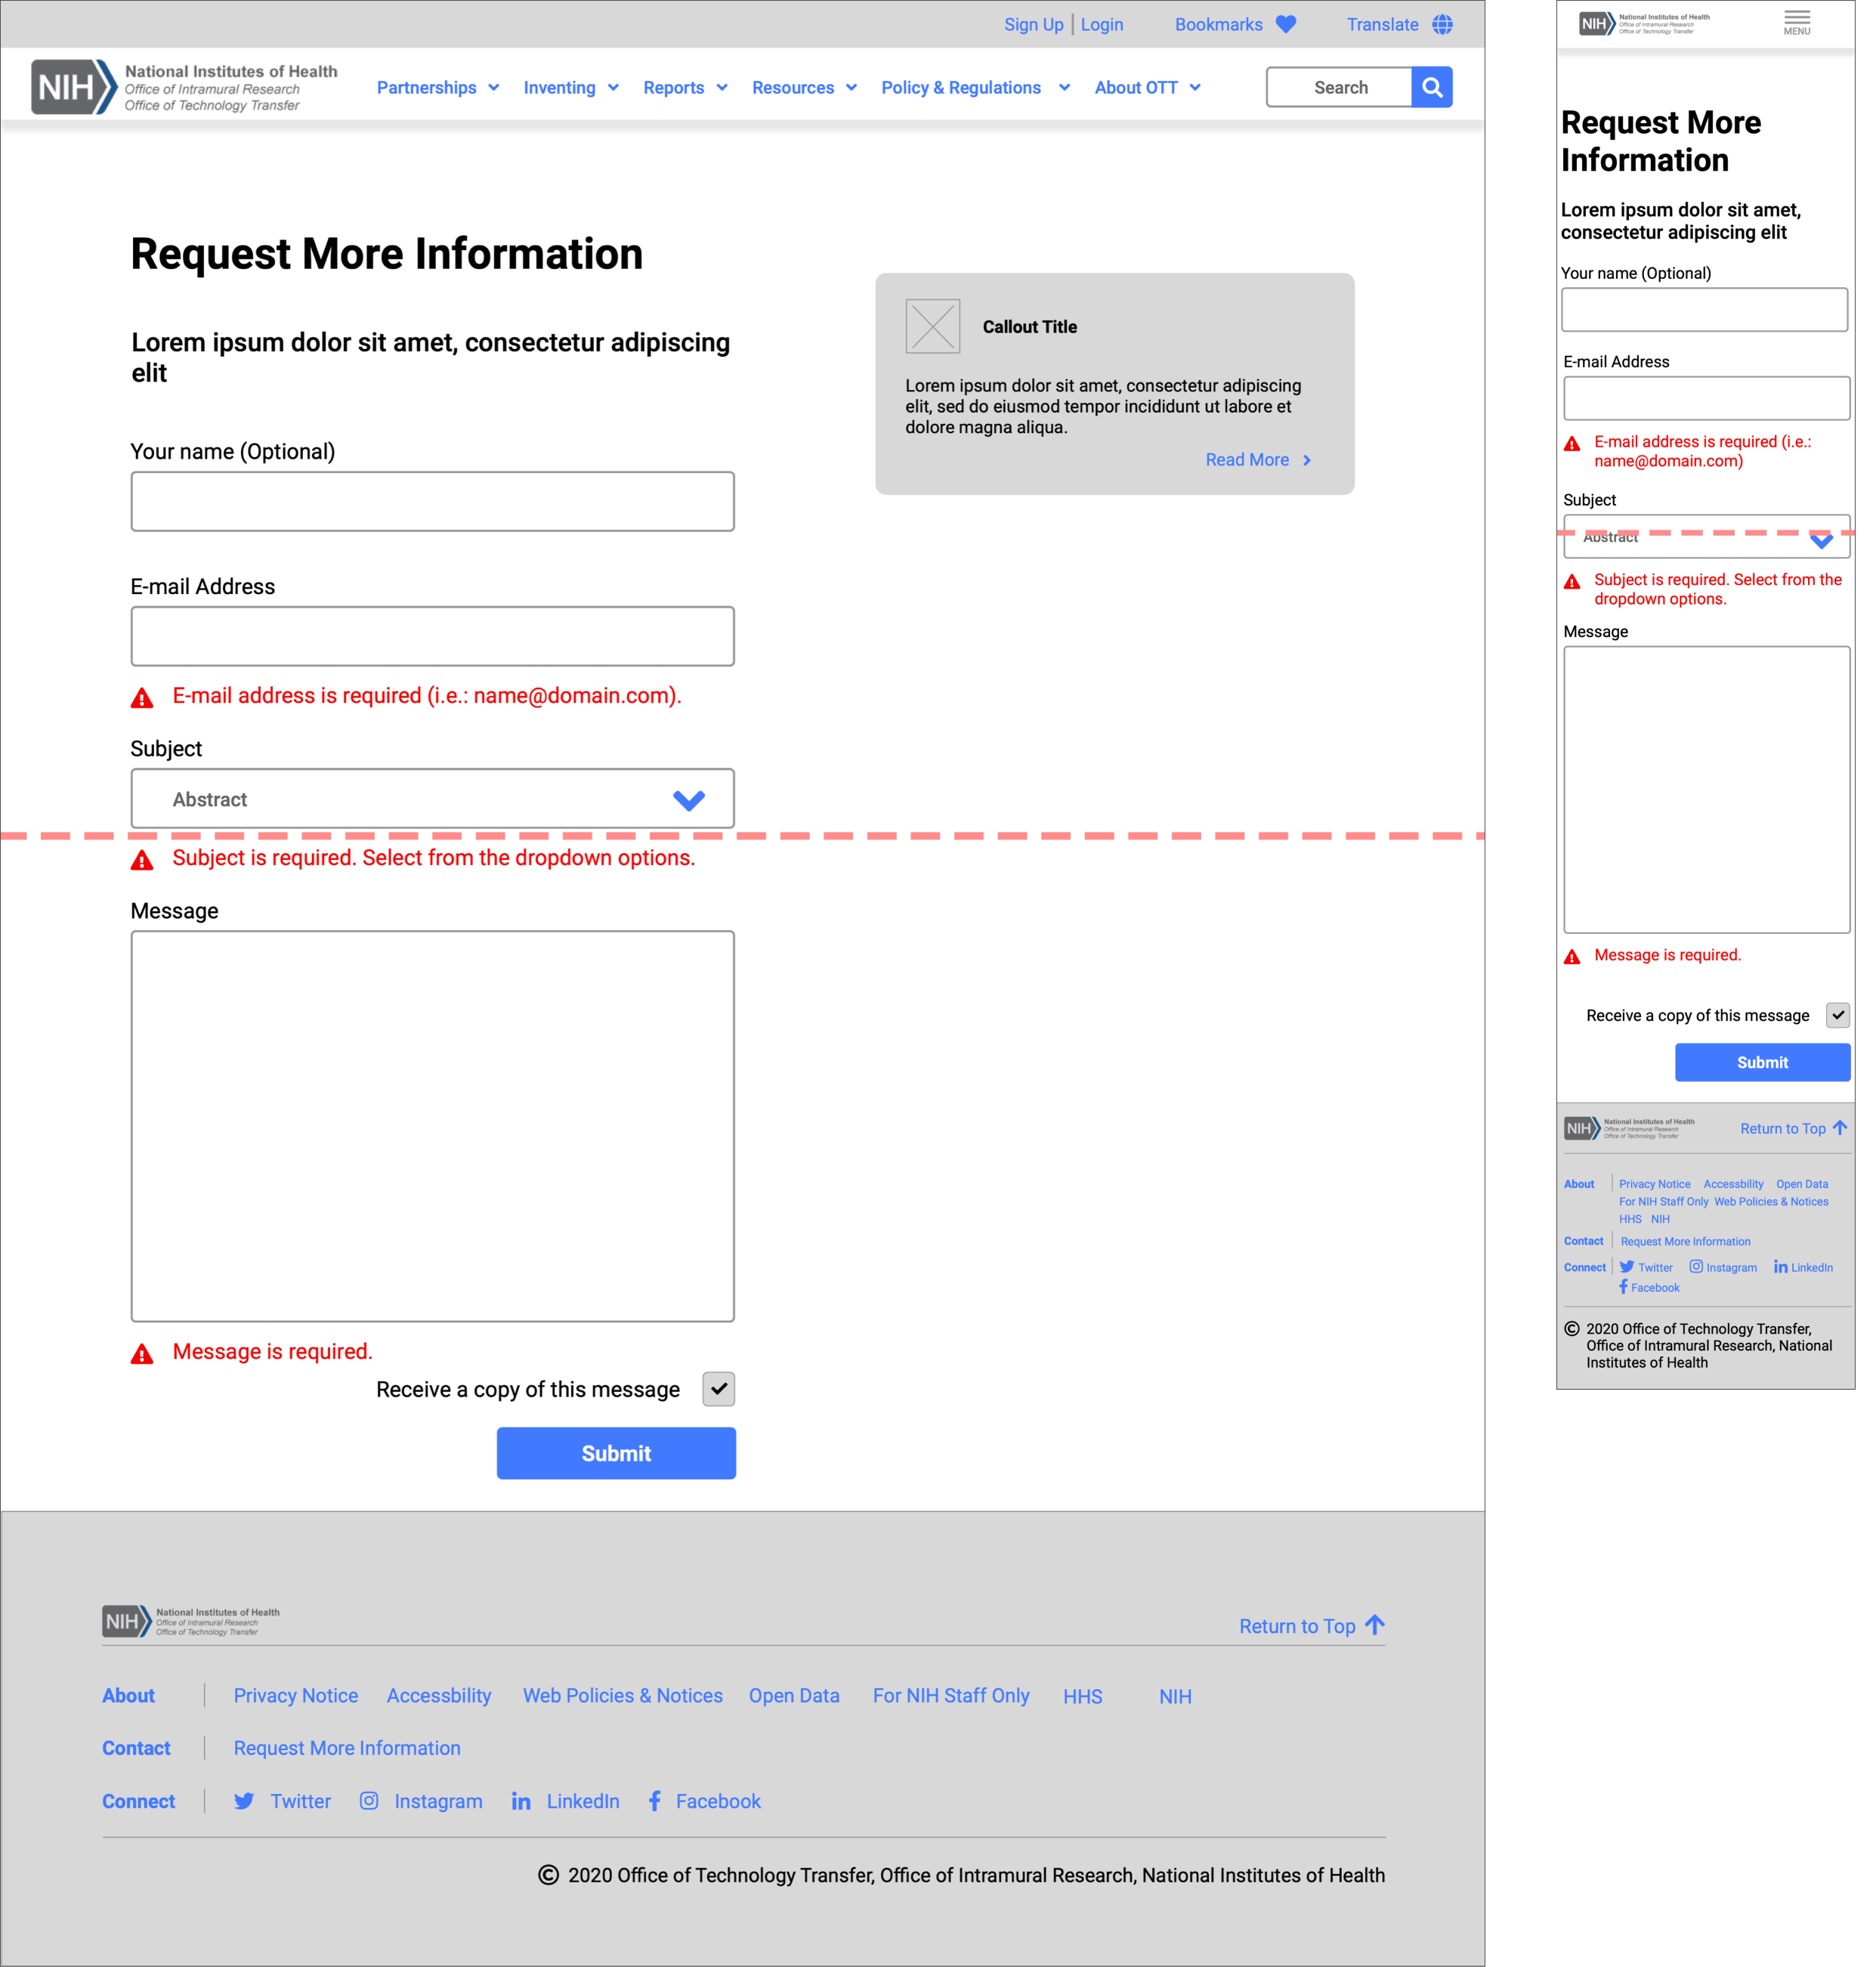 Sign Up | Login Bookmarks Translate
NIH National Institutes of Health
Office of Intramural Research
Office of Technology Transfer
Partnerships Inventing Reports Resources Policy & Regulations About OTT Search
Request More Information
Lorem ipsum dolor sit amet, consectetur adipiscing
elit
Your name (Optional)
E-mail Address
E-mail address is required (i.e.: name@domain.com).
Subject
Abstract
Subject is required. Select from the dropdown options.
Message
Message is required.
Receive a copy of this message
Submit
Callout Title
Lorem ipsum dolor sit amet, consectetur adipiscing
elit, sed do eiusmod tempor incididunt ut labore et
dolore magna aliqua.
Read More
NIH National Institutes of Health
Office of Intramural Research
Office of Technology Transfer
Return to Top
About Privacy Notice Accessbility Web Policies & Notices Open Data For NIH Staff Only HHS NIH
Contact Request More Information
Connect Twitter Instagram LinkedIn Facebook
© 2020 Office of Technology Transfer, Office of Intramural Research, National Institutes of Health
NIH National Institutes of Health
Office of Intramural Research
Office of Technology Transfer
MENU
Request More
Information
Lorem ipsum dolor sit amet,
consectetur adipiscing elit
Your name (Optional)
E-mail Address
E-mail address is required (i.e.:
name@domain.com)
Subject
Abstract
Subject is required. Select from the
dropdown options.
Message
Message is required.
Receive a copy of this message
Submit
NIH National Institutes of Health
Office of Intramural Research
Office of Technology Transfer
Return to Top
About Privacy Notice Accessbility Open Data
For NIH Staff Only Web Policies & Notices
HHS NIH
Contact Request More Information
Connect Twitter Instagram LinkedIn
Facebook
© 2020 Office of Technology Transfer,
Office of Intramural Research, National
Institutes of Health